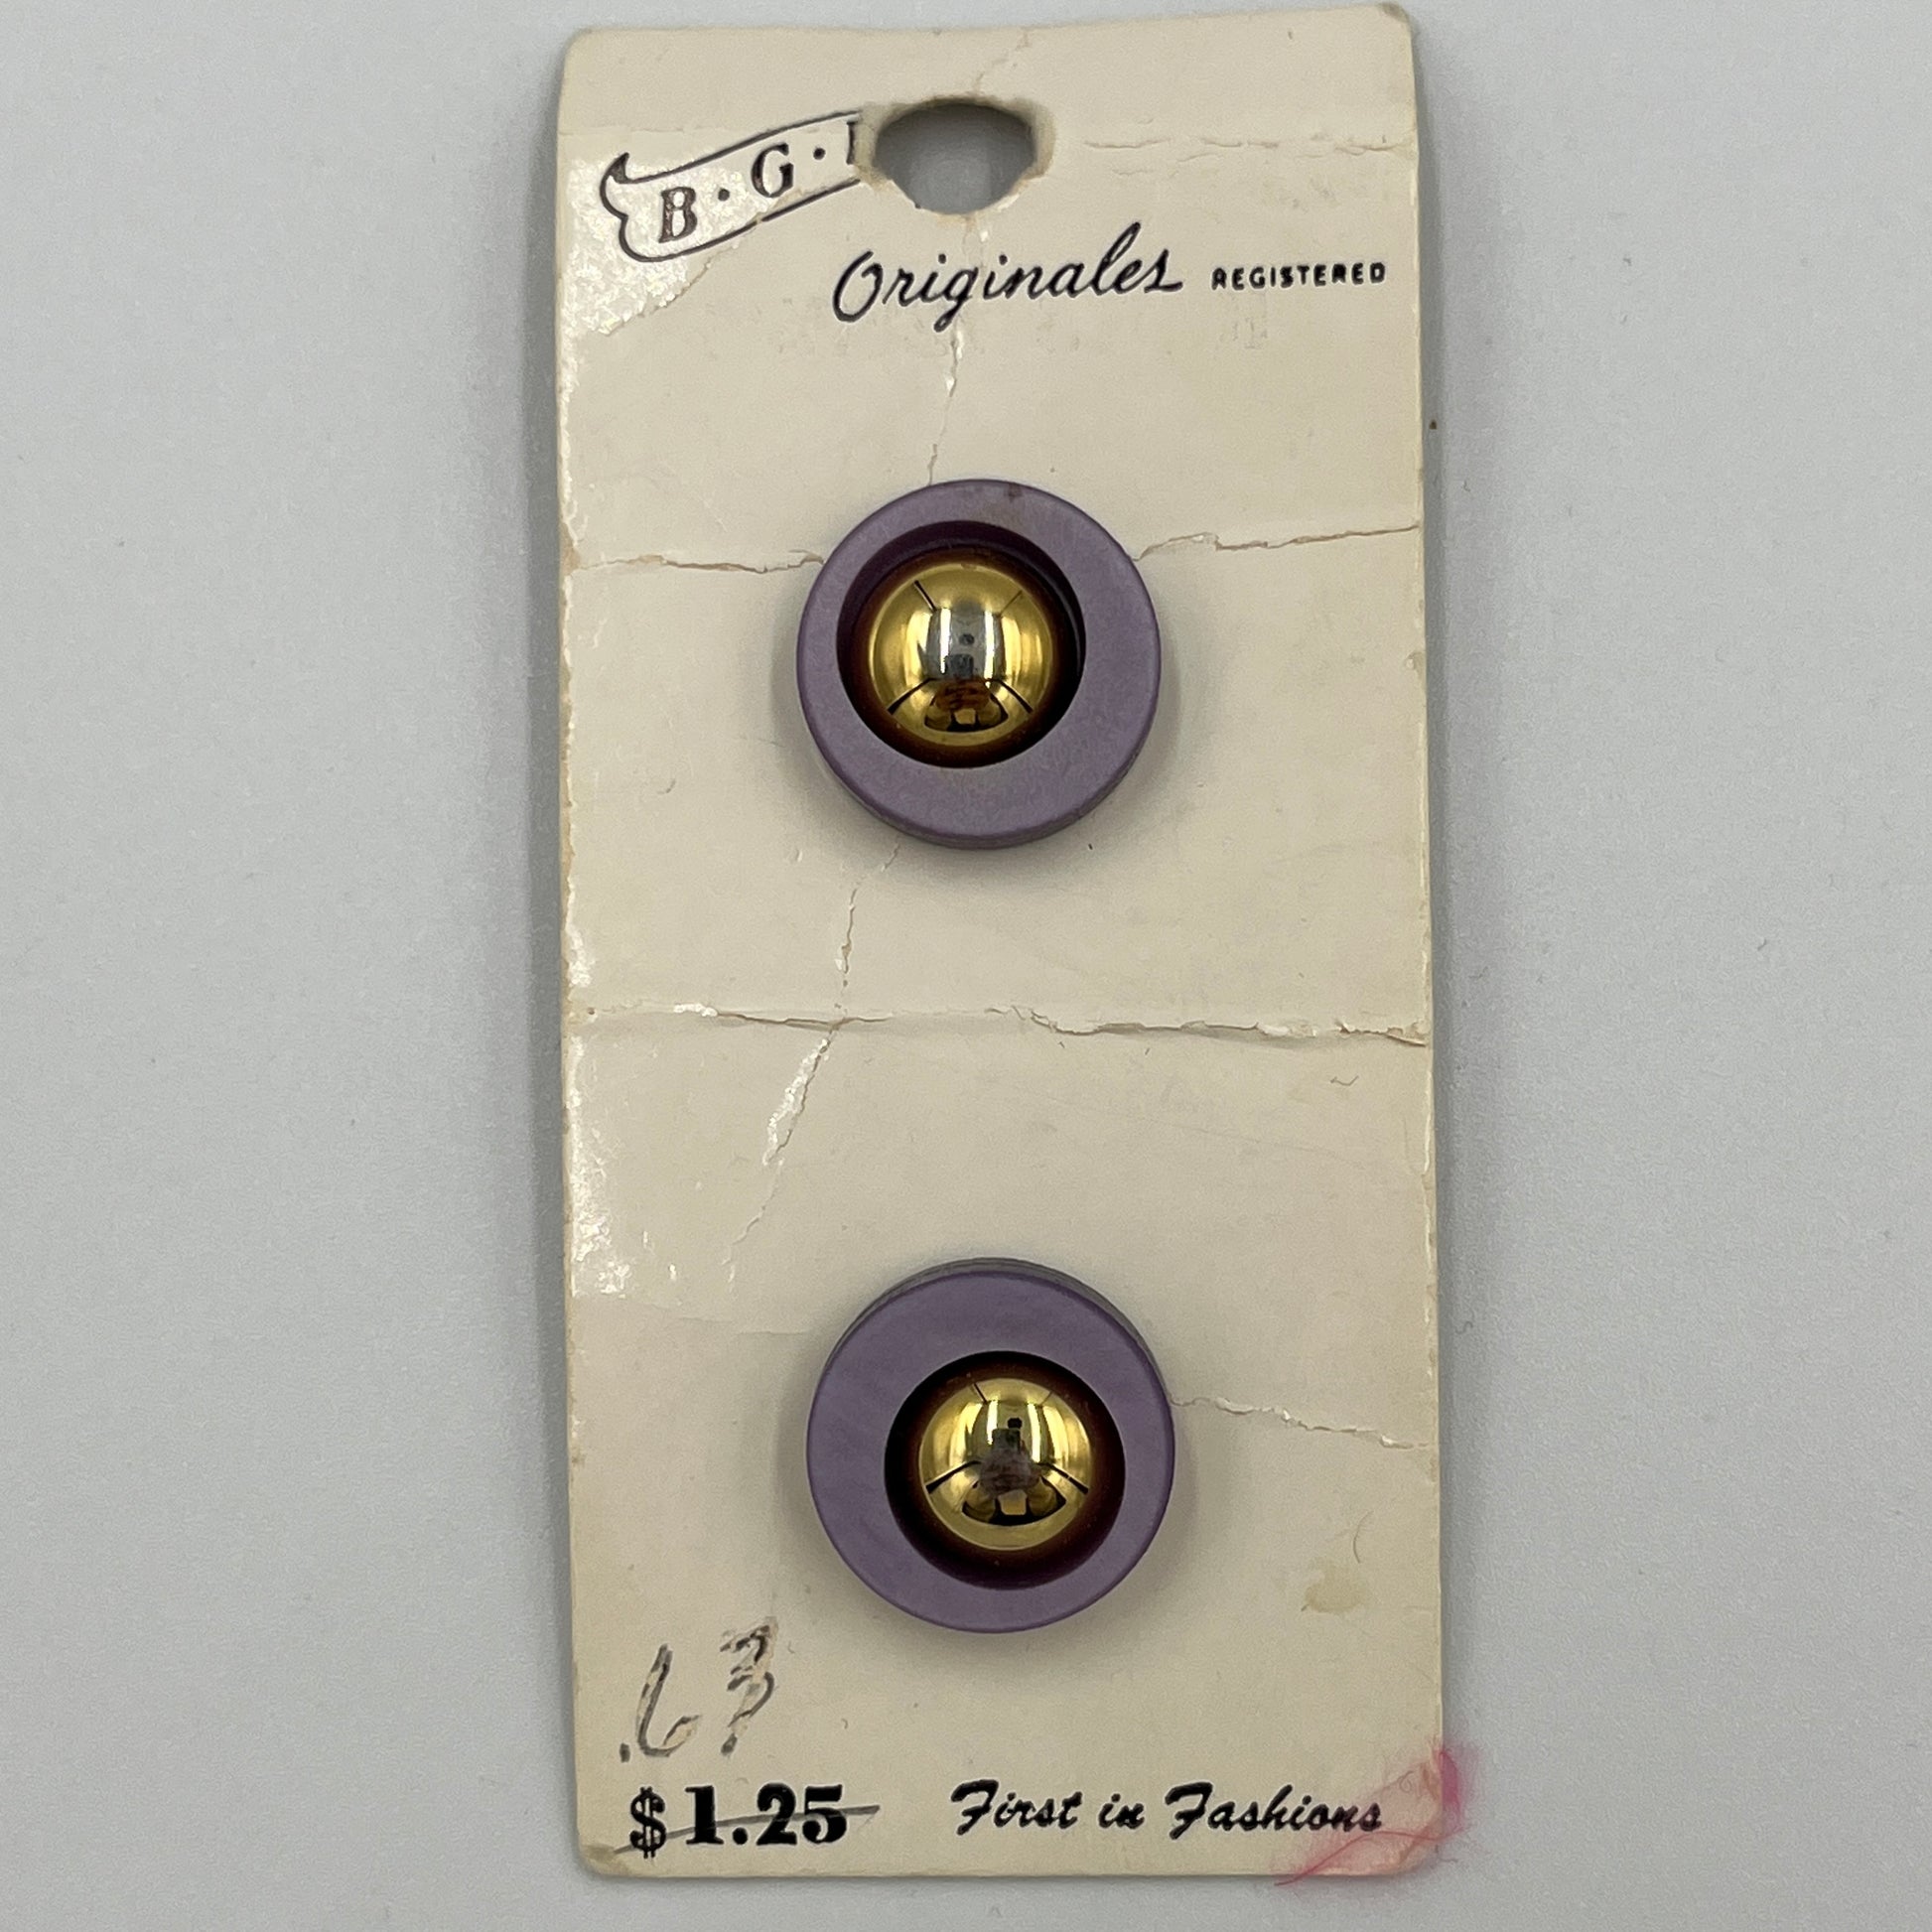 B·G·
Originales REGISTERED
.63
$1.25 First in Fashions